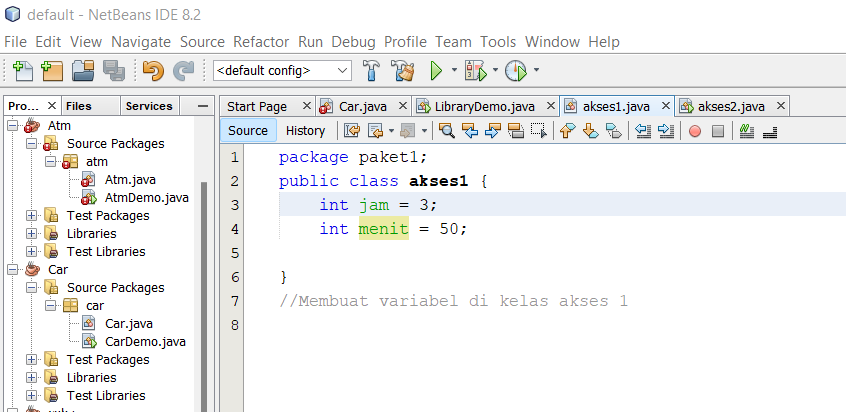 default - NetBeans IDE 8.2
File Edit View Navigate Source Refactor Run Debug Profile Team Tools Window Help
<default config>
Pro... Files Services
Start Page Car.java LibraryDemo.java akses1.java akses2.java
Source History
Atm
Source Packages
atm
Atm.java
AtmDemo.java
Test Packages
Libraries
Test Libraries
Car
Source Packages
car
Car.java
CarDemo.java
Test Packages
Libraries
Test Libraries
1 package paket1;
2 public class akses1 {
3 int jam = 3;
4 int menit = 50;
5
6 }
7 //Membuat variabel di kelas akses 1
8